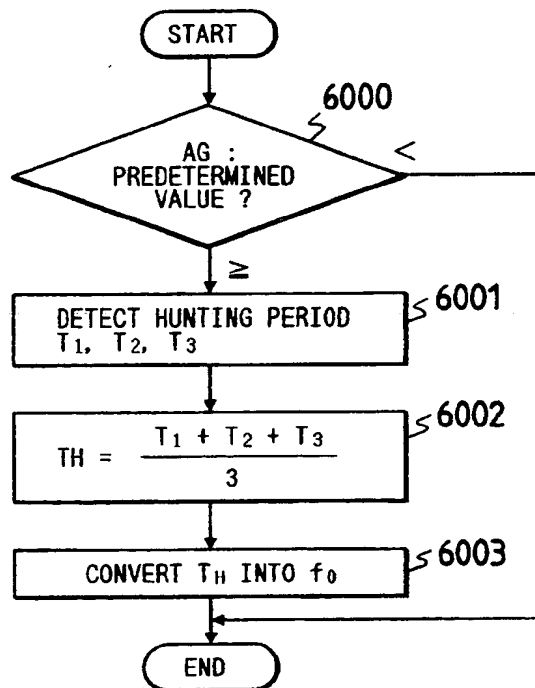 START
6000
AG :
PREDETERMINED
VALUE ?
<
≧
6001
DETECT HUNTING PERIOD
T1, T2, T3
6002
TH = T1 + T2 + T3
3
6003
CONVERT TH INTO f0
END